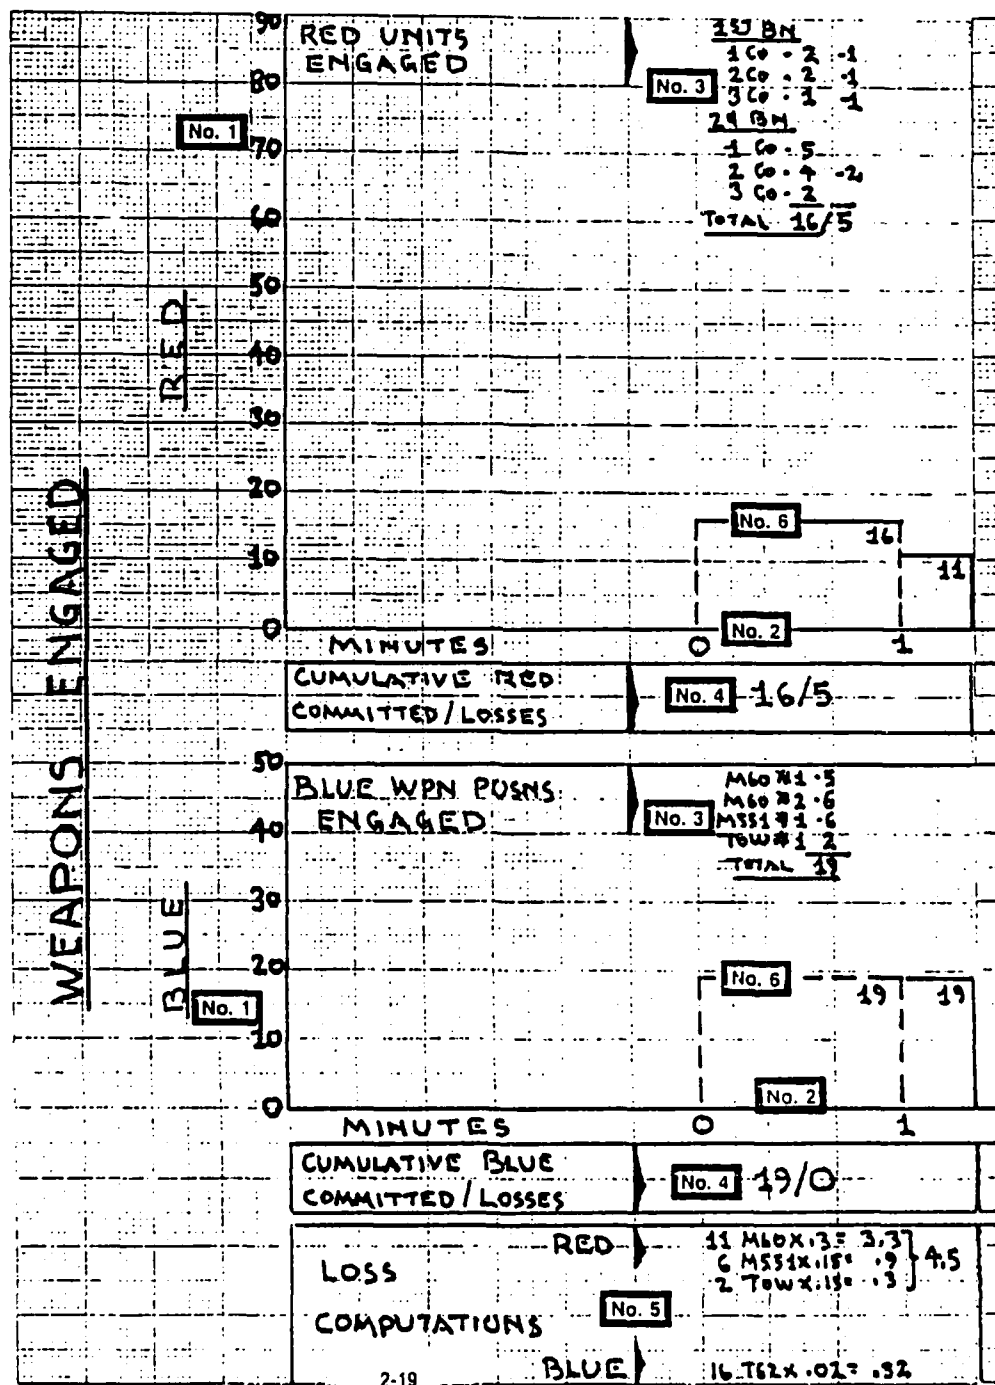 90
RED UNITS
ENGAGED
1ST BN
1 Co - 2 -1
2 Co - 2 -1
3 Co - 1 -1
No. 3
80
2d BN
1 Co - 5
2 Co - 4 -2
3 Co - 2
TOTAL 16/5
No. 1
70
60
50
RED
40
30
20
No. 6
16
10
11
0
No. 2
MINUTES
0
1
CUMULATIVE RED
COMMITTED/LOSSES
No. 4
16/5
WEAPONS ENGAGED
50
BLUE WPN POSNS
ENGAGED
M60 #1 - 5
M60 #2 - 6
M551 #1 - 6
TOW #1 2
TOTAL 19
No. 3
40
30
BLUE
20
No. 6
19
19
No. 1
10
No. 2
0
MINUTES
0
1
CUMULATIVE BLUE
COMMITTED/LOSSES
No. 4
19/0
LOSS
COMPUTATIONS
RED
11 M60 X .3 = 3.3
6 M551 X .15 = .9
2 TOW X .15 = .3
4.5
No. 5
BLUE
16 T62 X .02 = .32
2-19